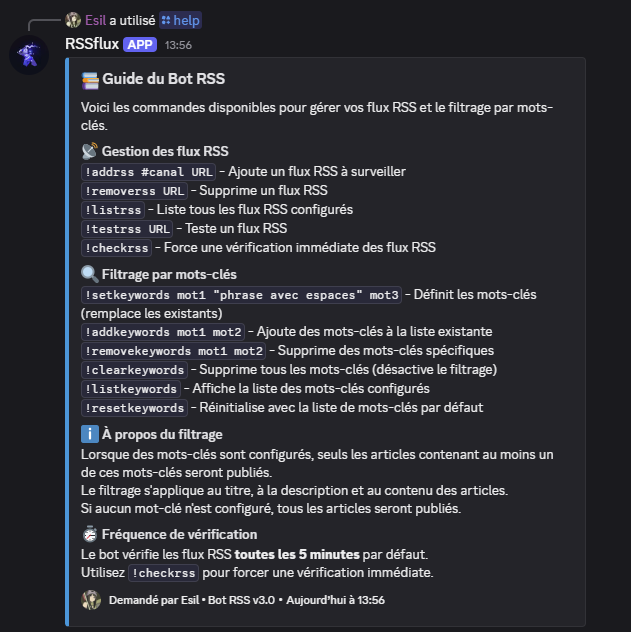 Esil a utilisé help
RSSflux APP 13:56
Guide du Bot RSS
Voici les commandes disponibles pour gérer vos flux RSS et le filtrage par mots-
clés.
Gestion des flux RSS
!addrss #canal URL - Ajoute un flux RSS à surveiller
!removerss URL - Supprime un flux RSS
!listrss - Liste tous les flux RSS configurés
!testrss URL - Teste un flux RSS
!checkrss - Force une vérification immédiate des flux RSS
Filtrage par mots-clés
!setkeywords mot1 "phrase avec espaces" mot3 - Définit les mots-clés
(remplace les existants)
!addkeywords mot1 mot2 - Ajoute des mots-clés à la liste existante
!removekeywords mot1 mot2 - Supprime des mots-clés spécifiques
!clearkeywords - Supprime tous les mots-clés (désactive le filtrage)
!listkeywords - Affiche la liste des mots-clés configurés
!resetkeywords - Réinitialise avec la liste de mots-clés par défaut
À propos du filtrage
Lorsque des mots-clés sont configurés, seuls les articles contenant au moins un
de ces mots-clés seront publiés.
Le filtrage s'applique au titre, à la description et au contenu des articles.
Si aucun mot-clé n'est configuré, tous les articles seront publiés.
Fréquence de vérification
Le bot vérifie les flux RSS toutes les 5 minutes par défaut.
Utilisez !checkrss pour forcer une vérification immédiate.
Demandé par Esil • Bot RSS v3.0 • Aujourd'hui à 13:56